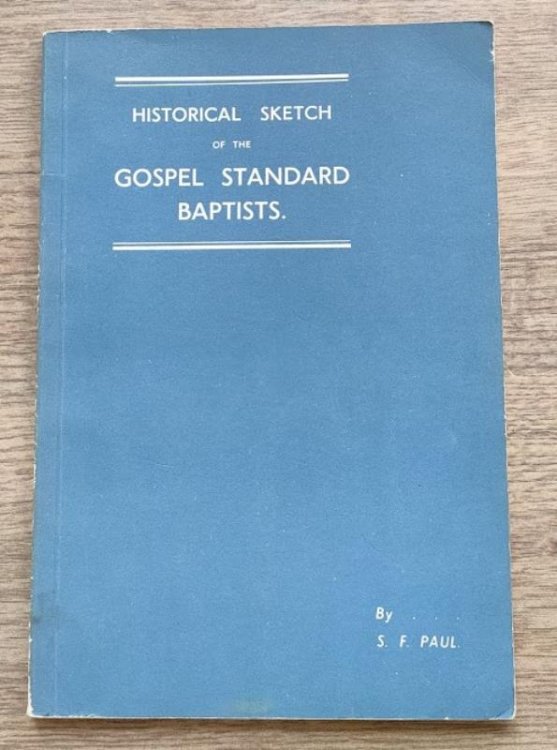 HISTORICAL SKETCH
OF THE
GOSPEL STANDARD
BAPTISTS.
By . . . .
S. F. PAUL.